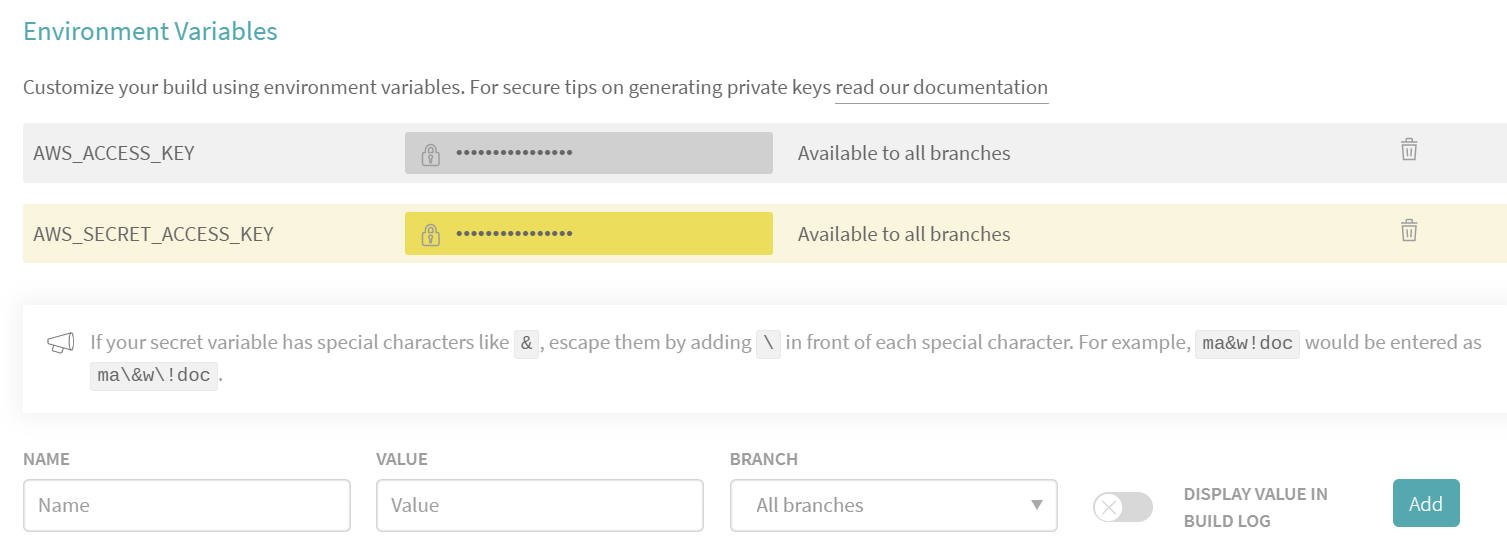 Environment Variables
Customize your build using environment variables. For secure tips on generating private keys read our documentation
AWS_ACCESS_KEY •••••••••••••••• Available to all branches
AWS_SECRET_ACCESS_KEY •••••••••••••••• Available to all branches
If your secret variable has special characters like &, escape them by adding \ in front of each special character. For example, ma&w!doc would be entered as
ma\&w\!doc.
NAME VALUE BRANCH
Name Value All branches DISPLAY VALUE IN Add
BUILD LOG